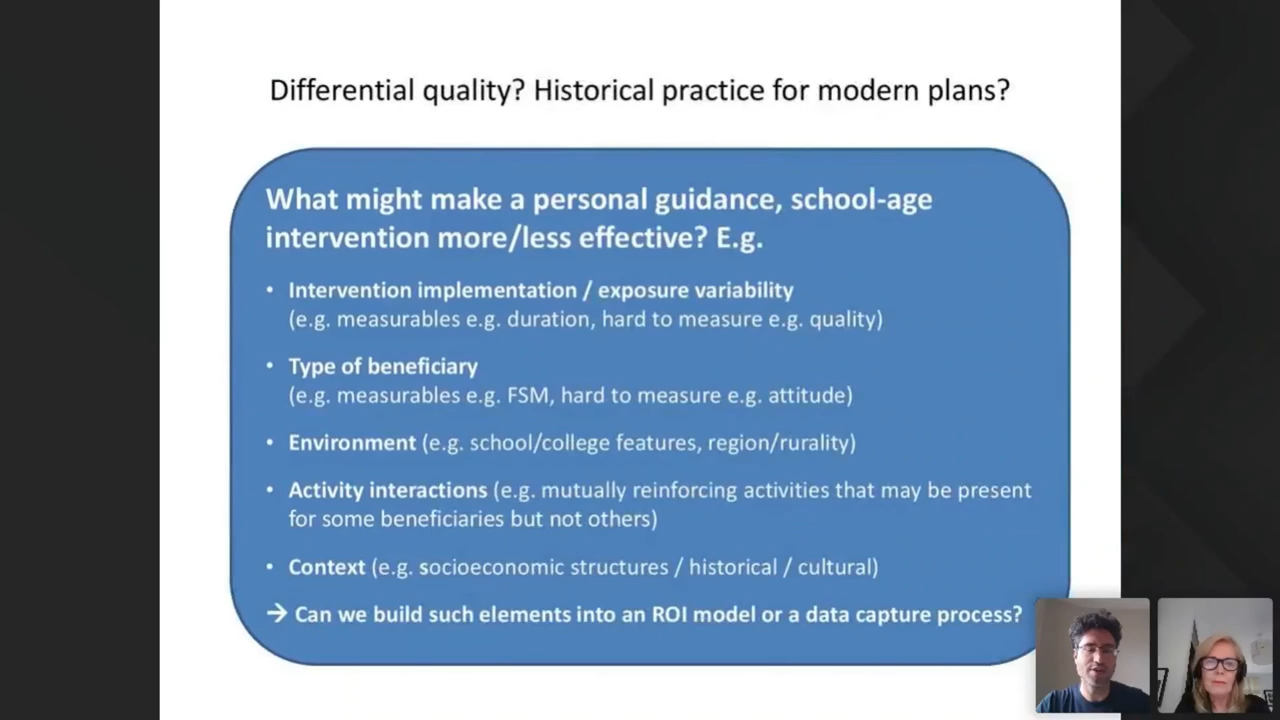 Differential quality? Historical practice for modern plans?
What might make a personal guidance, school-age
intervention more/less effective? E.g.
• Intervention implementation / exposure variability
(e.g. measurables e.g. duration, hard to measure e.g. quality)
• Type of beneficiary
(e.g. measurables e.g. FSM, hard to measure e.g. attitude)
• Environment (e.g. school/college features, region/rurality)
• Activity interactions (e.g. mutually reinforcing activities that may be present
for some beneficiaries but not others)
• Context (e.g. socioeconomic structures / historical / cultural)
→ Can we build such elements into an ROI model or a data capture process?